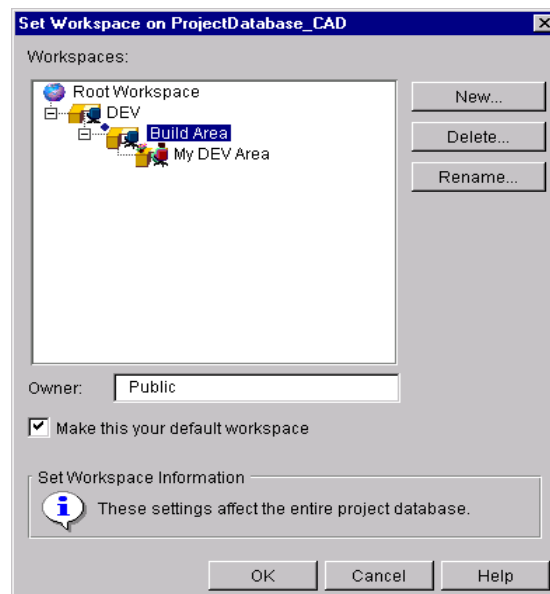 Set Workspace on ProjectDatabase_CAD
Workspaces:
Root Workspace
DEV
Build Area
My DEV Area
New...
Delete...
Rename...
Owner: Public
Make this your default workspace
Set Workspace Information
These settings affect the entire project database.
OK Cancel Help